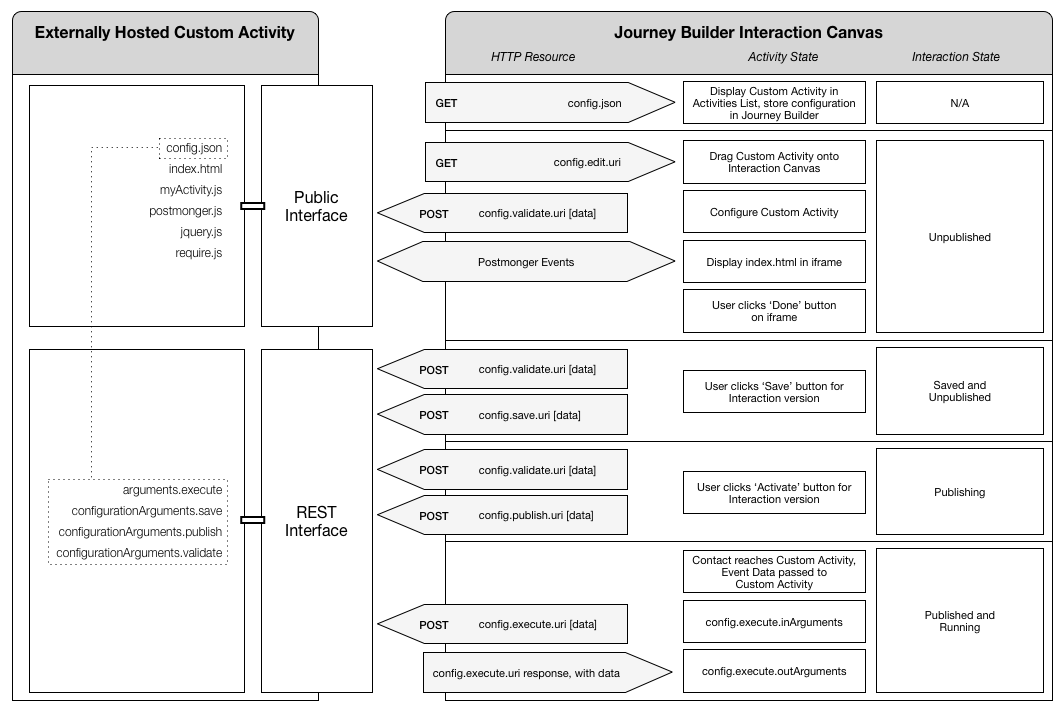 Externally Hosted Custom Activity
config.json
index.html
myActivity.js
postmonger.js
jquery.js
require.js
Public
Interface
arguments.execute
configurationArguments.save
configurationArguments.publish
configurationArguments.validate
REST
Interface
Journey Builder Interaction Canvas
HTTP Resource
Activity State
Interaction State
GET config.json
Display Custom Activity in
Activities List, store configuration
in Journey Builder
N/A
GET config.edit.uri
Drag Custom Activity onto
Interaction Canvas
POST config.validate.uri [data]
Configure Custom Activity
Postmonger Events
Display index.html in iframe
User clicks ‘Done’ button
on iframe
Unpublished
POST config.validate.uri [data]
POST config.save.uri [data]
User clicks ‘Save’ button for
Interaction version
Saved and
Unpublished
POST config.validate.uri [data]
POST config.publish.uri [data]
User clicks ‘Activate’ button for
Interaction version
Publishing
Contact reaches Custom Activity,
Event Data passed to
Custom Activity
POST config.execute.uri [data]
config.execute.inArguments
config.execute.uri response, with data
config.execute.outArguments
Published and
Running